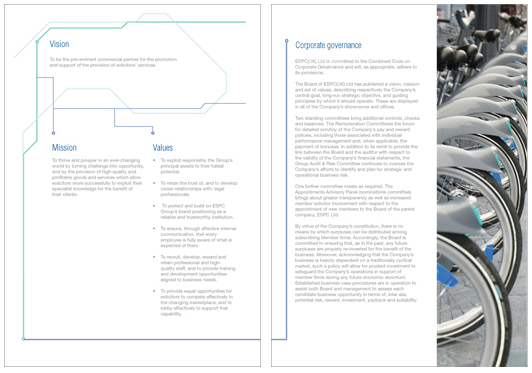 Vision
To be the pre-eminent commercial partner for the promotion
and support of the provision of solicitors' services.
Mission
To thrive and prosper in an ever-changing
world by turning challenge into opportunity,
and by the provision of high quality and
profitable goods and services which allow
solicitors more successfully to exploit their
specialist knowledge for the benefit of
their clients.
Values
• To exploit responsibly the Group's
principal assets to their fullest
potential.
• To retain the trust of, and to develop
closer relationships with, legal
professionals.
• To protect and build on ESPC
Group's brand positioning as a
reliable and trustworthy institution.
• To ensure, through effective internal
communication, that every
employee is fully aware of what is
expected of them.
• To recruit, develop, reward and
retain professional and high-
quality staff, and to provide training
and development opportunities
aligned to business needs.
• To provide equal opportunities for
solicitors to compete effectively in
the changing marketplace, and to
lobby effectively to support that
capability.
Corporate governance
ESPC(UK) Ltd is committed to the Combined Code on
Corporate Governance and will, as appropriate, adhere to
its provisions.
The Board of ESPC(UK) Ltd has published a vision, mission
and set of values, describing respectively the Company's
central goal, long-run strategic objective, and guiding
principles by which it should operate. These are displayed
in all of the Company's showrooms and offices.
Two standing committees bring additional controls, checks
and balances. The Remuneration Committee is the forum
for detailed scrutiny of the Company's pay and reward
policies, including those associated with individual
performance management and, when applicable, the
payment of bonuses. In addition to its remit to provide the
link between the Board and the auditor with regard to
the validity of the Company's financial statements, the
Group Audit & Risk Committee continues to oversee the
Company's efforts to identify and plan for strategic and
operational business risk.
One further committee meets as required. The
Appointments Advisory Panel (nominations committee)
brings about greater transparency as well as increased
member solicitor involvement with respect to the
appointment of new members to the Board of the parent
company, ESPC Ltd.
By virtue of the Company's constitution, there is no
means by which surpluses can be distributed among
subscribing Member firms. Accordingly, the Board is
committed to ensuring that, as in the past, any future
surpluses are properly re-invested for the benefit of the
business. Moreover, acknowledging that the Company's
business is heavily dependent on a traditionally cyclical
market, such a policy will allow for prudent investment to
safeguard the Company's operations in support of
member firms during any future economic downturn.
Established business case procedures are in operation to
assist both Board and management to assess each
candidate business opportunity in terms of, inter alia,
potential risk, reward, investment, payback and suitability.